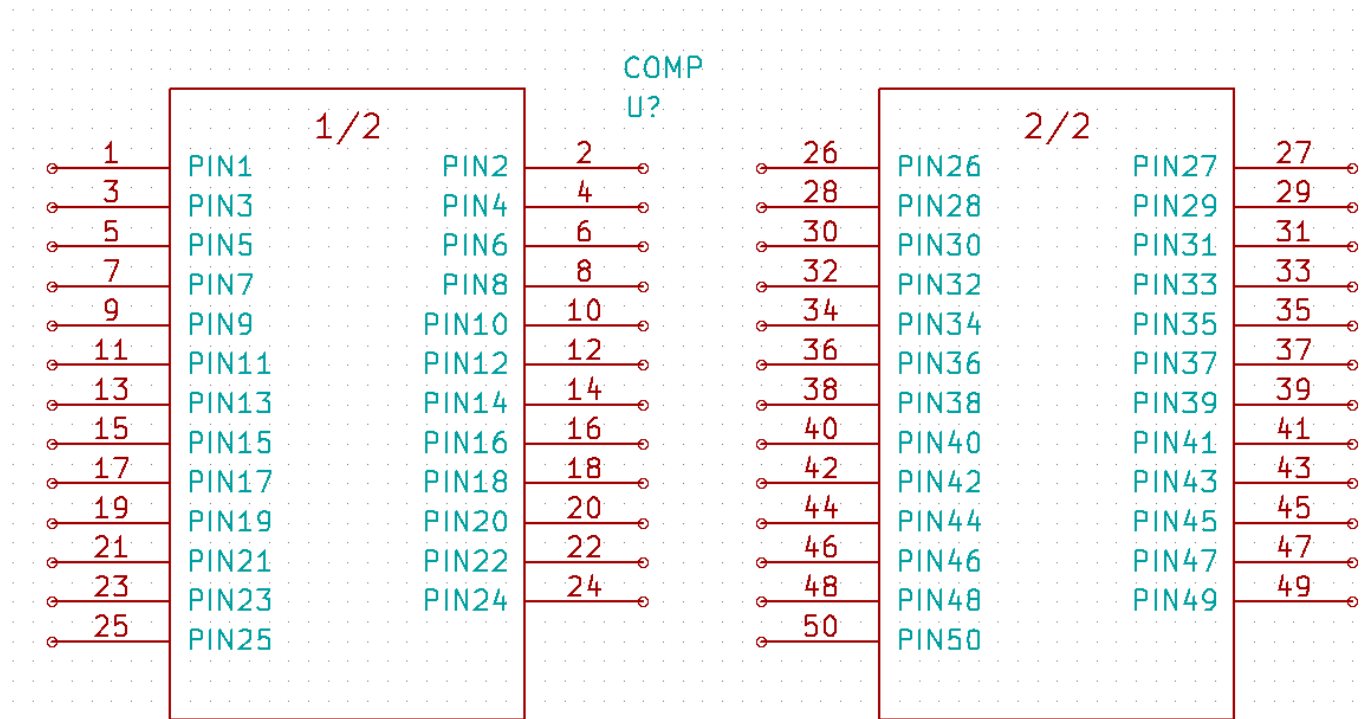 COMP
U?
1/2
2/2
1 PIN1 PIN2 2 26 PIN26 PIN27 27
3 PIN3 PIN4 4 28 PIN28 PIN29 29
5 PIN5 PIN6 6 30 PIN30 PIN31 31
7 PIN7 PIN8 8 32 PIN32 PIN33 33
9 PIN9 PIN10 10 34 PIN34 PIN35 35
11 PIN11 PIN12 12 36 PIN36 PIN37 37
13 PIN13 PIN14 14 38 PIN38 PIN39 39
15 PIN15 PIN16 16 40 PIN40 PIN41 41
17 PIN17 PIN18 18 42 PIN42 PIN43 43
19 PIN19 PIN20 20 44 PIN44 PIN45 45
21 PIN21 PIN22 22 46 PIN46 PIN47 47
23 PIN23 PIN24 24 48 PIN48 PIN49 49
25 PIN25 50 PIN50